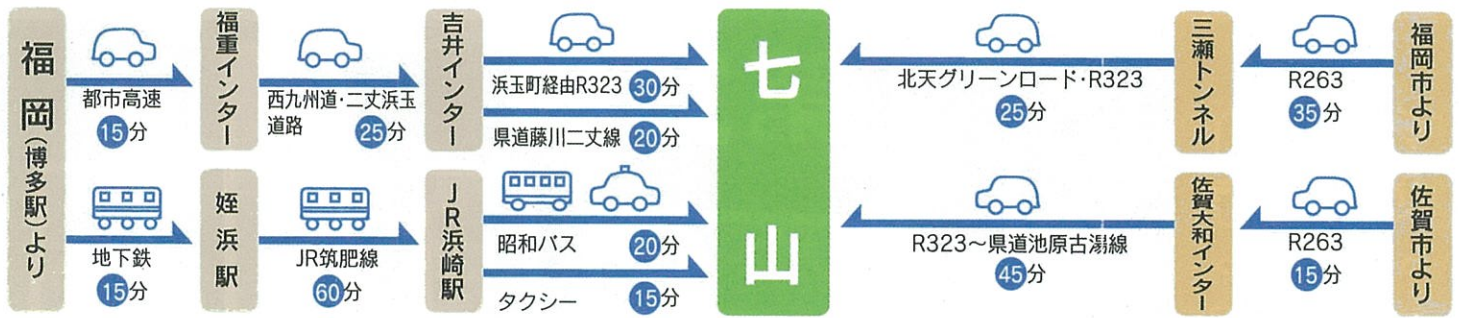 福岡(博多駅)より
都市高速
15分
福重インター
西九州道・二丈浜玉
道路
25分
吉井インター
浜玉町経由R323 30分
県道藤川二丈線 20分
地下鉄
15分
姪浜駅
JR筑肥線
60分
JR浜崎駅
昭和バス
20分
タクシー
15分
七山
北天グリーンロード・R323
25分
三瀬トンネル
R263
35分
福岡市より
R323〜県道池原古湯線
45分
佐賀大和インター
R263
15分
佐賀市より